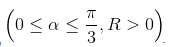 (0 ≤ α ≤ π/3, R > 0)